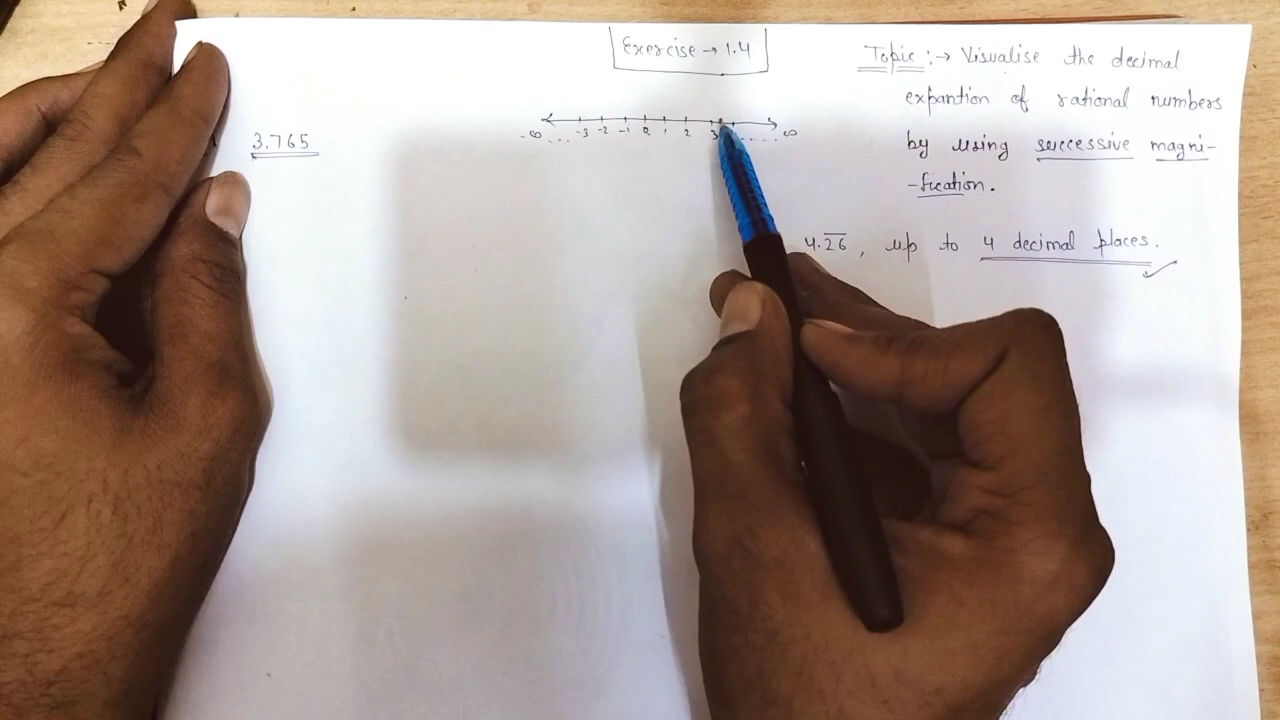 Exercise → 1.4
Topic :→ Visualise the decimal
expantion of rational numbers
by using successive magni-
-fication.
-∞ ... -3 -2 -1 0 1 2 3 ..... ∞
3.765
4.2̅6̅, up to 4 decimal places.